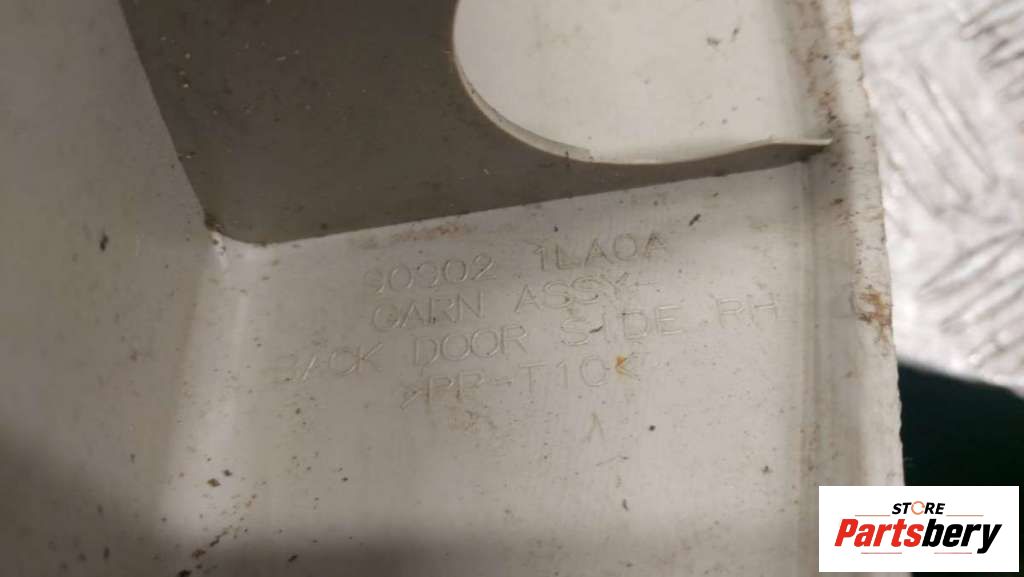 90902 1LA0A
GARN ASSY-
BACK DOOR SIDE RH
>PP-T10<
STORE
Partsbery